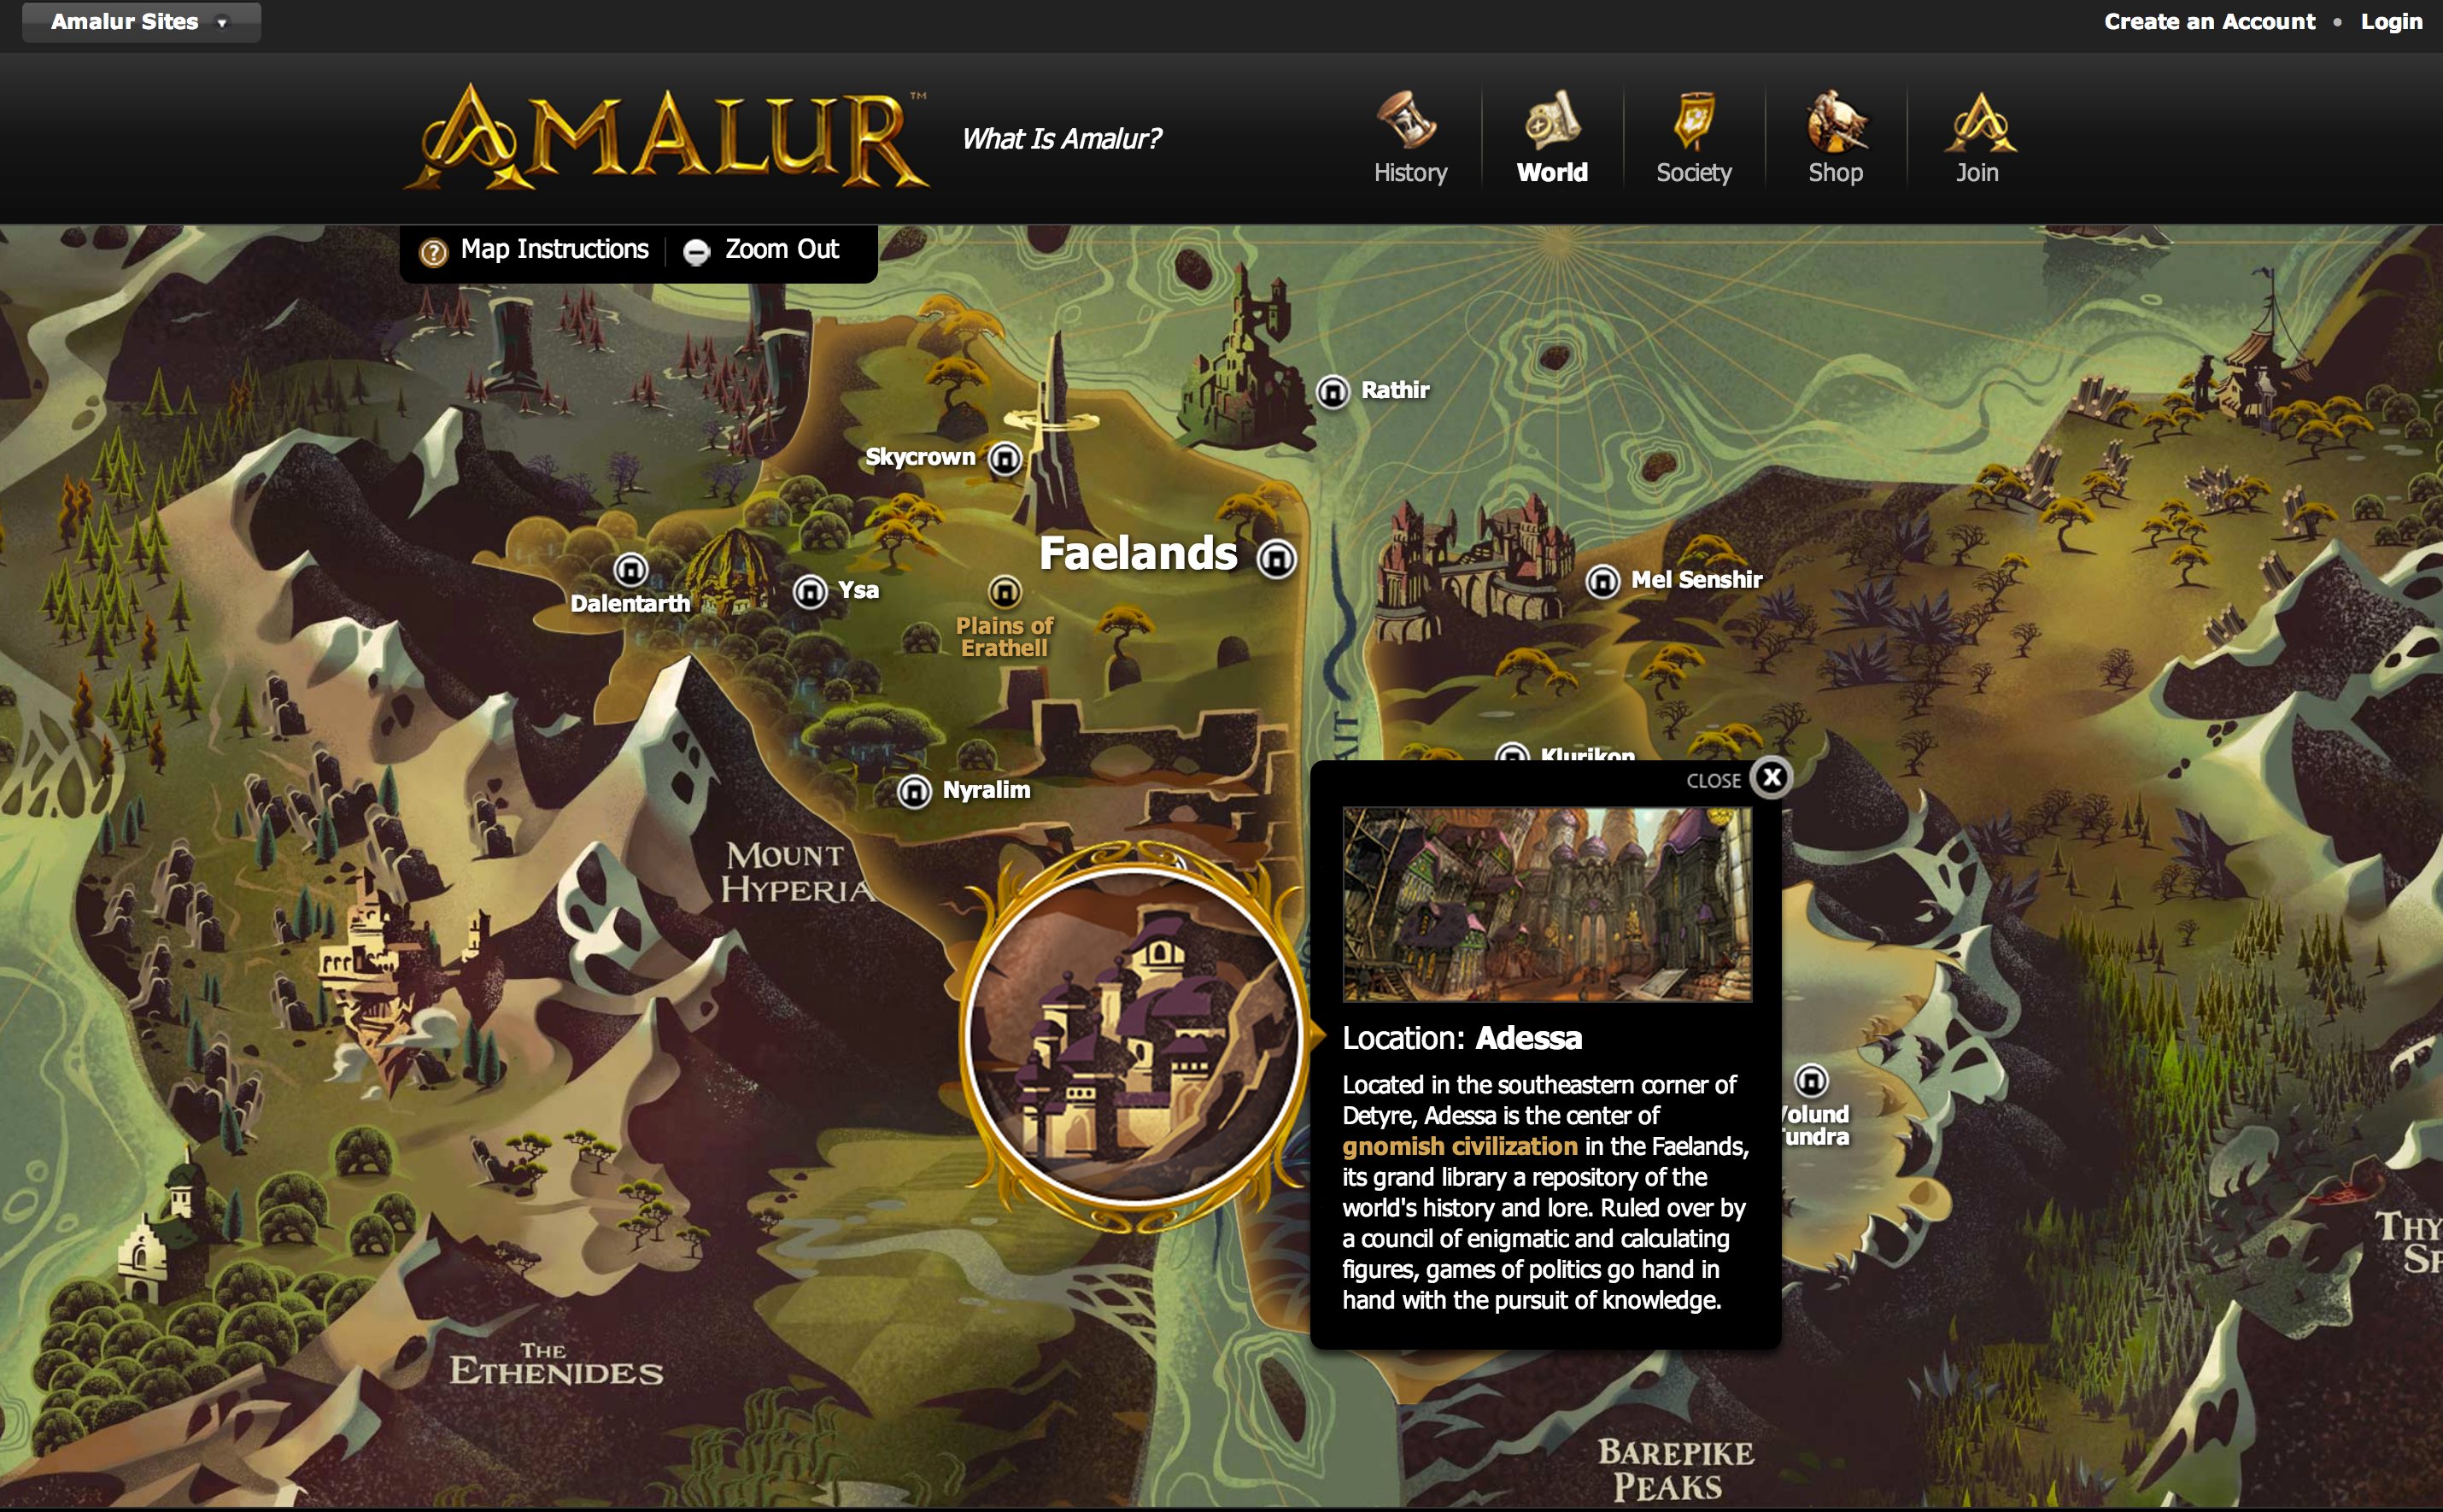 Amalur Sites
Create an Account • Login
AMALUR™
What Is Amalur?
History
World
Society
Shop
Join
Map Instructions
Zoom Out
Rathir
Skycrown
Faelands
Dalentarth
Ysa
Plains of
Erathell
Mel Senshir
Klurikon
Nyralim
MOUNT
HYPERIA
CLOSE X
Location: Adessa
Located in the southeastern corner of
Detyre, Adessa is the center of
gnomish civilization in the Faelands,
its grand library a repository of the
world's history and lore. Ruled over by
a council of enigmatic and calculating
figures, games of politics go hand in
hand with the pursuit of knowledge.
THE
ETHENIDES
BAREPIKE
PEAKS